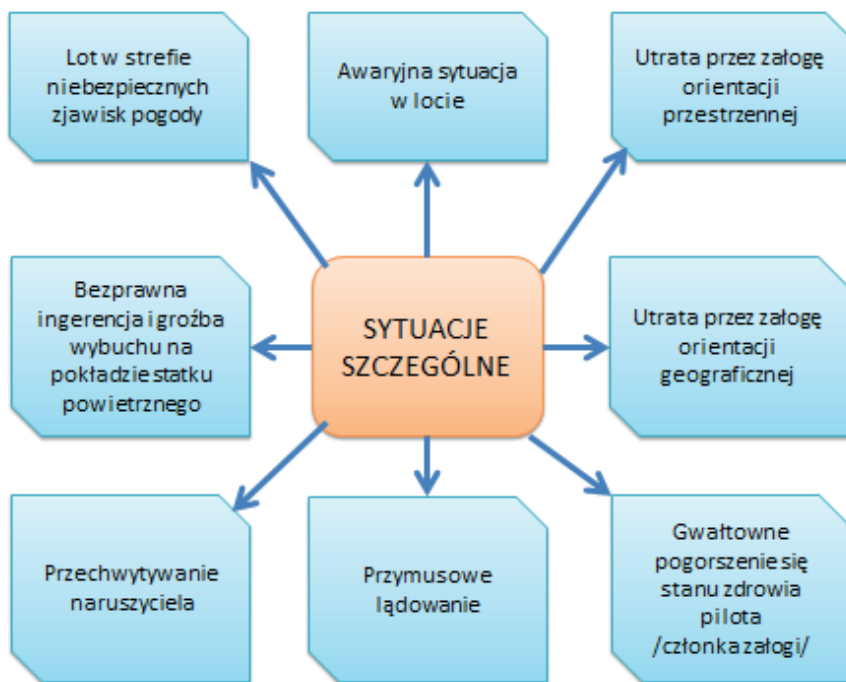 Lot w strefie
niebezpiecznych
zjawisk pogody
Awaryjna sytuacja
w locie
Utrata przez załogę
orientacji
przestrzennej
Bezprawna
ingerencja i groźba
wybuchu na
pokładzie statku
powietrznego
SYTUACJE
SZCZEGÓLNE
Utrata przez załogę
orientacji
geograficznej
Przechwytywanie
naruszyciela
Przymusowe
lądowanie
Gwałtowne
pogorszenie się
stanu zdrowia
pilota
/członka załogi/